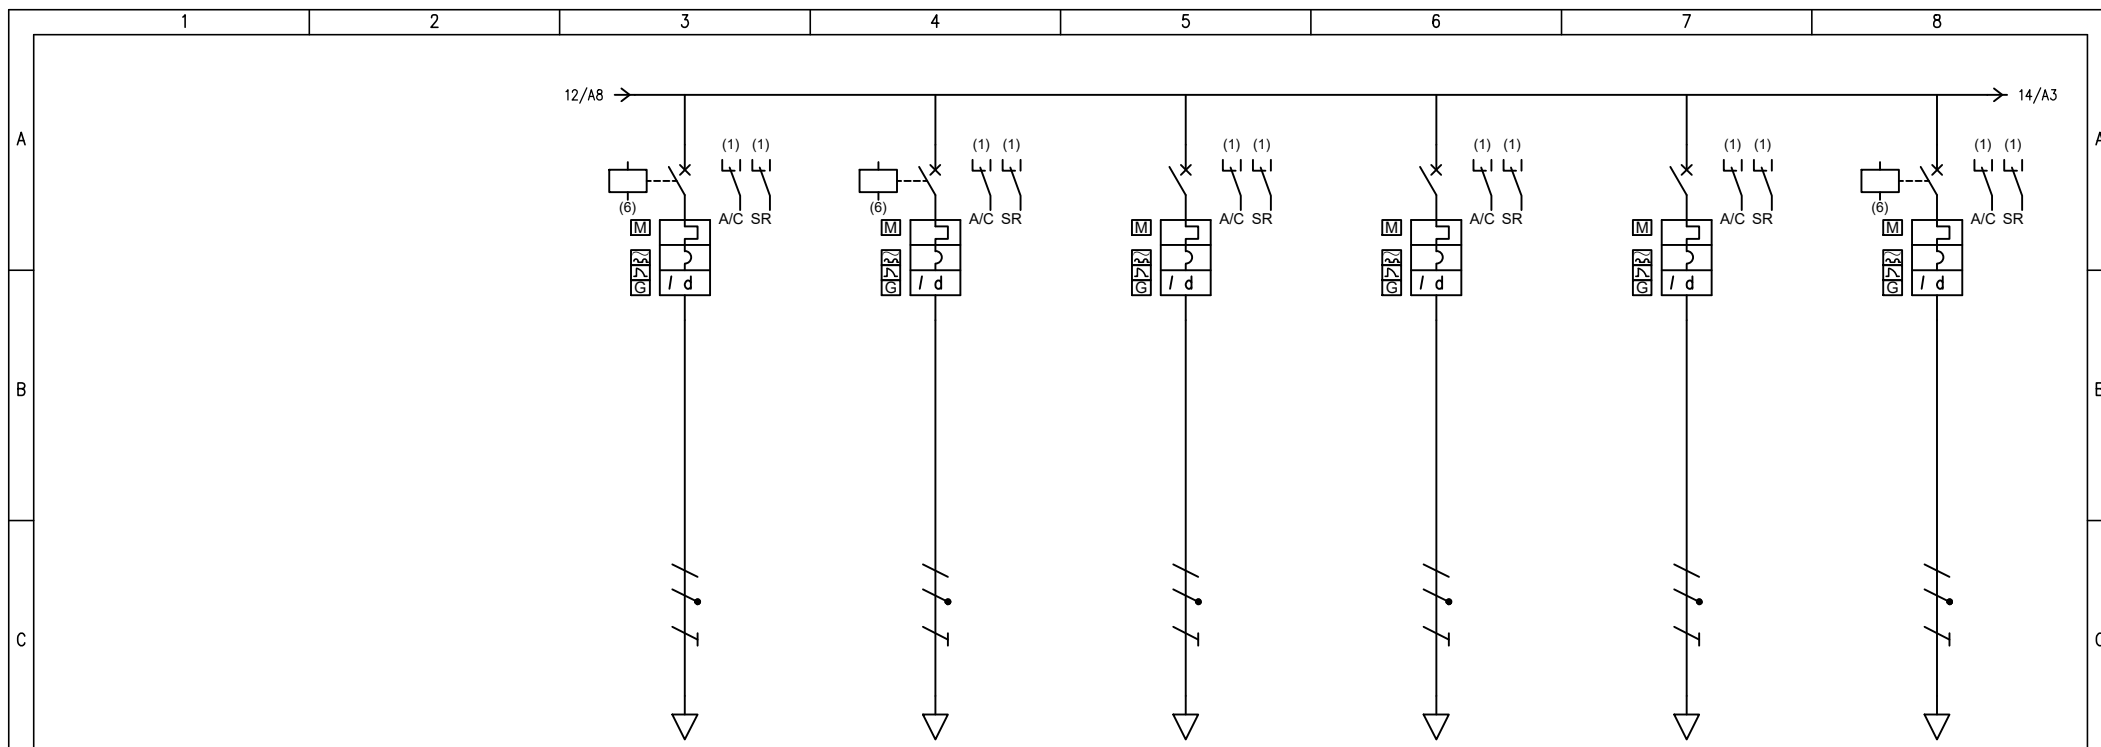 1 2 3 4 5 6 7 8
12/A8 14/A3
A A
(1) (1) (1) (1) (1) (1) (1) (1) (1) (1) (1) (1)
(6) (6) (6)
A/C SR A/C SR A/C SR A/C SR A/C SR A/C SR
M M M M M M
I d I d I d I d I d I d
G G G G G G
B B
C C